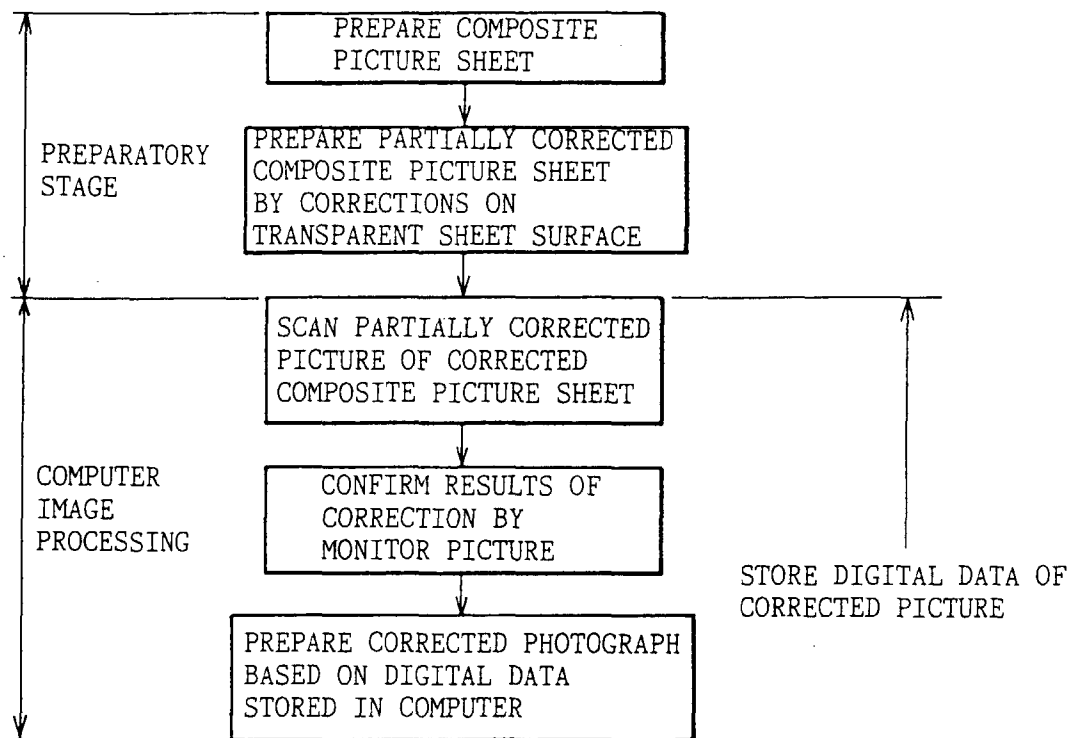 PREPARE COMPOSITE
PICTURE SHEET
PREPARATORY
STAGE
PREPARE PARTIALLY CORRECTED
COMPOSITE PICTURE SHEET
BY CORRECTIONS ON
TRANSPARENT SHEET SURFACE
SCAN PARTIALLY CORRECTED
PICTURE OF CORRECTED
COMPOSITE PICTURE SHEET
COMPUTER
IMAGE
PROCESSING
CONFIRM RESULTS OF
CORRECTION BY
MONITOR PICTURE
STORE DIGITAL DATA OF
CORRECTED PICTURE
PREPARE CORRECTED PHOTOGRAPH
BASED ON DIGITAL DATA
STORED IN COMPUTER